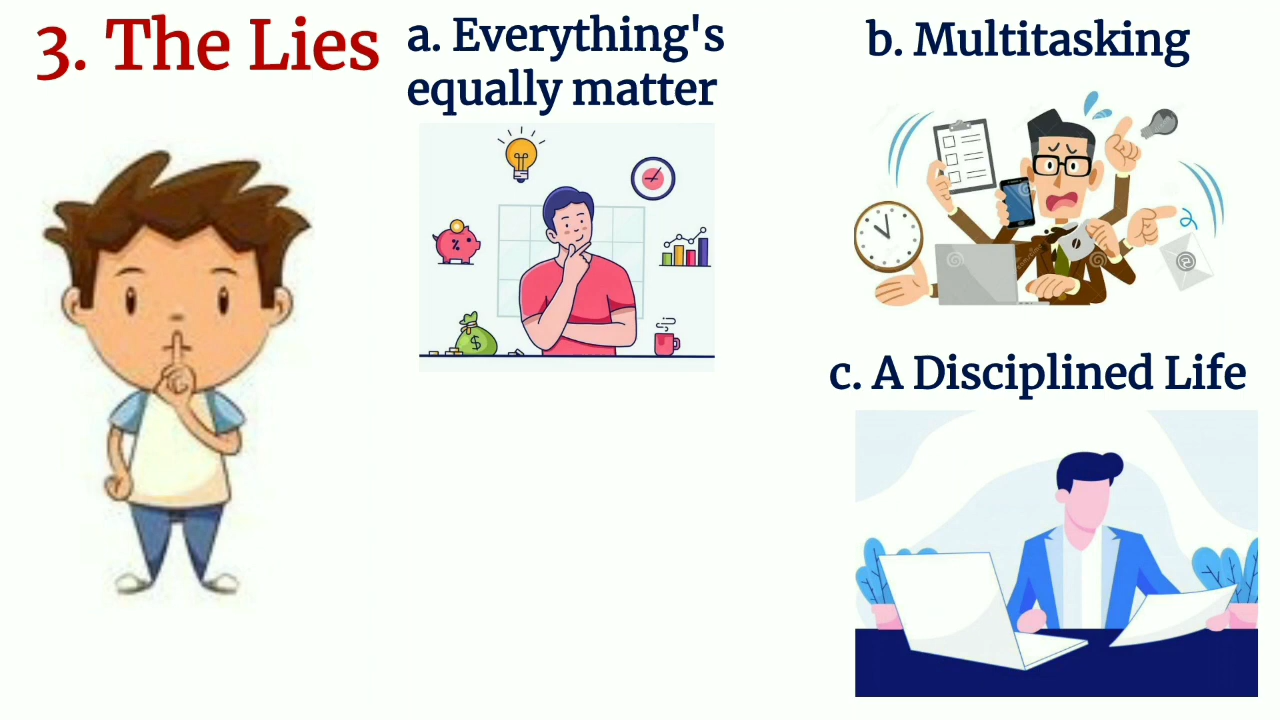 3. The Lies
a. Everything's
equally matter
b. Multitasking
c. A Disciplined Life
%
$